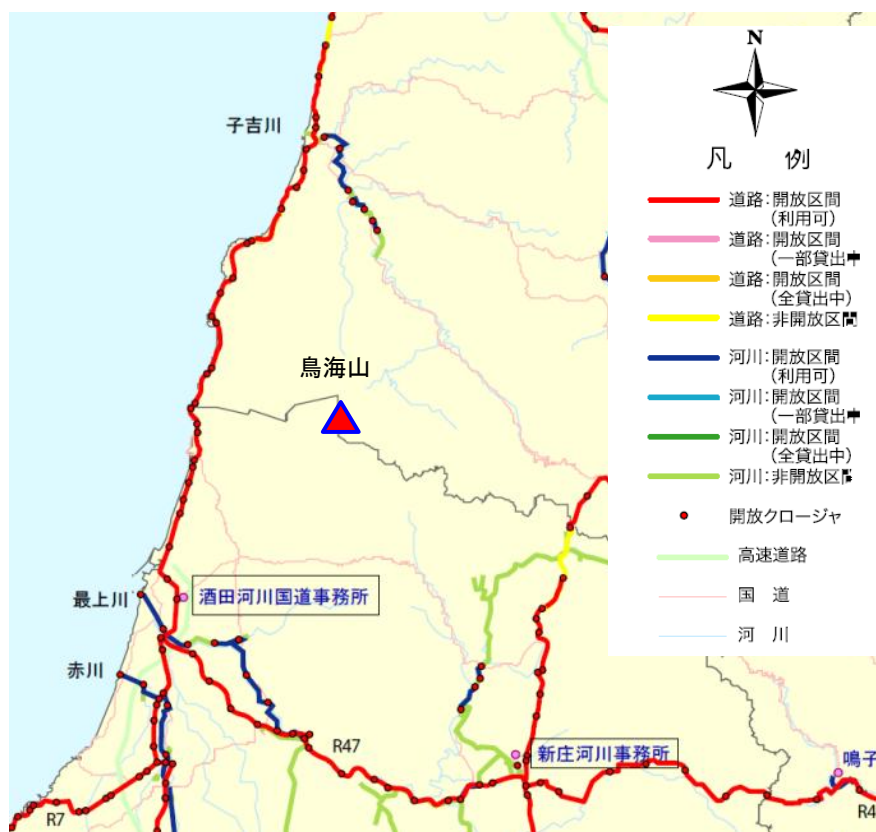 子吉川
鳥海山
最上川
酒田河川国道事務所
赤川
R47
新庄河川事務所
鳴子
R7
R4
N
凡 例
道路:開放区間
(利用可)
道路:開放区間
(一部貸出中
道路:開放区間
(全貸出中)
道路:非開放区間
河川:開放区間
(利用可)
河川:開放区間
(一部貸出中
河川:開放区間
(全貸出中)
河川:非開放区間
開放クロージャ
高速道路
国 道
河 川